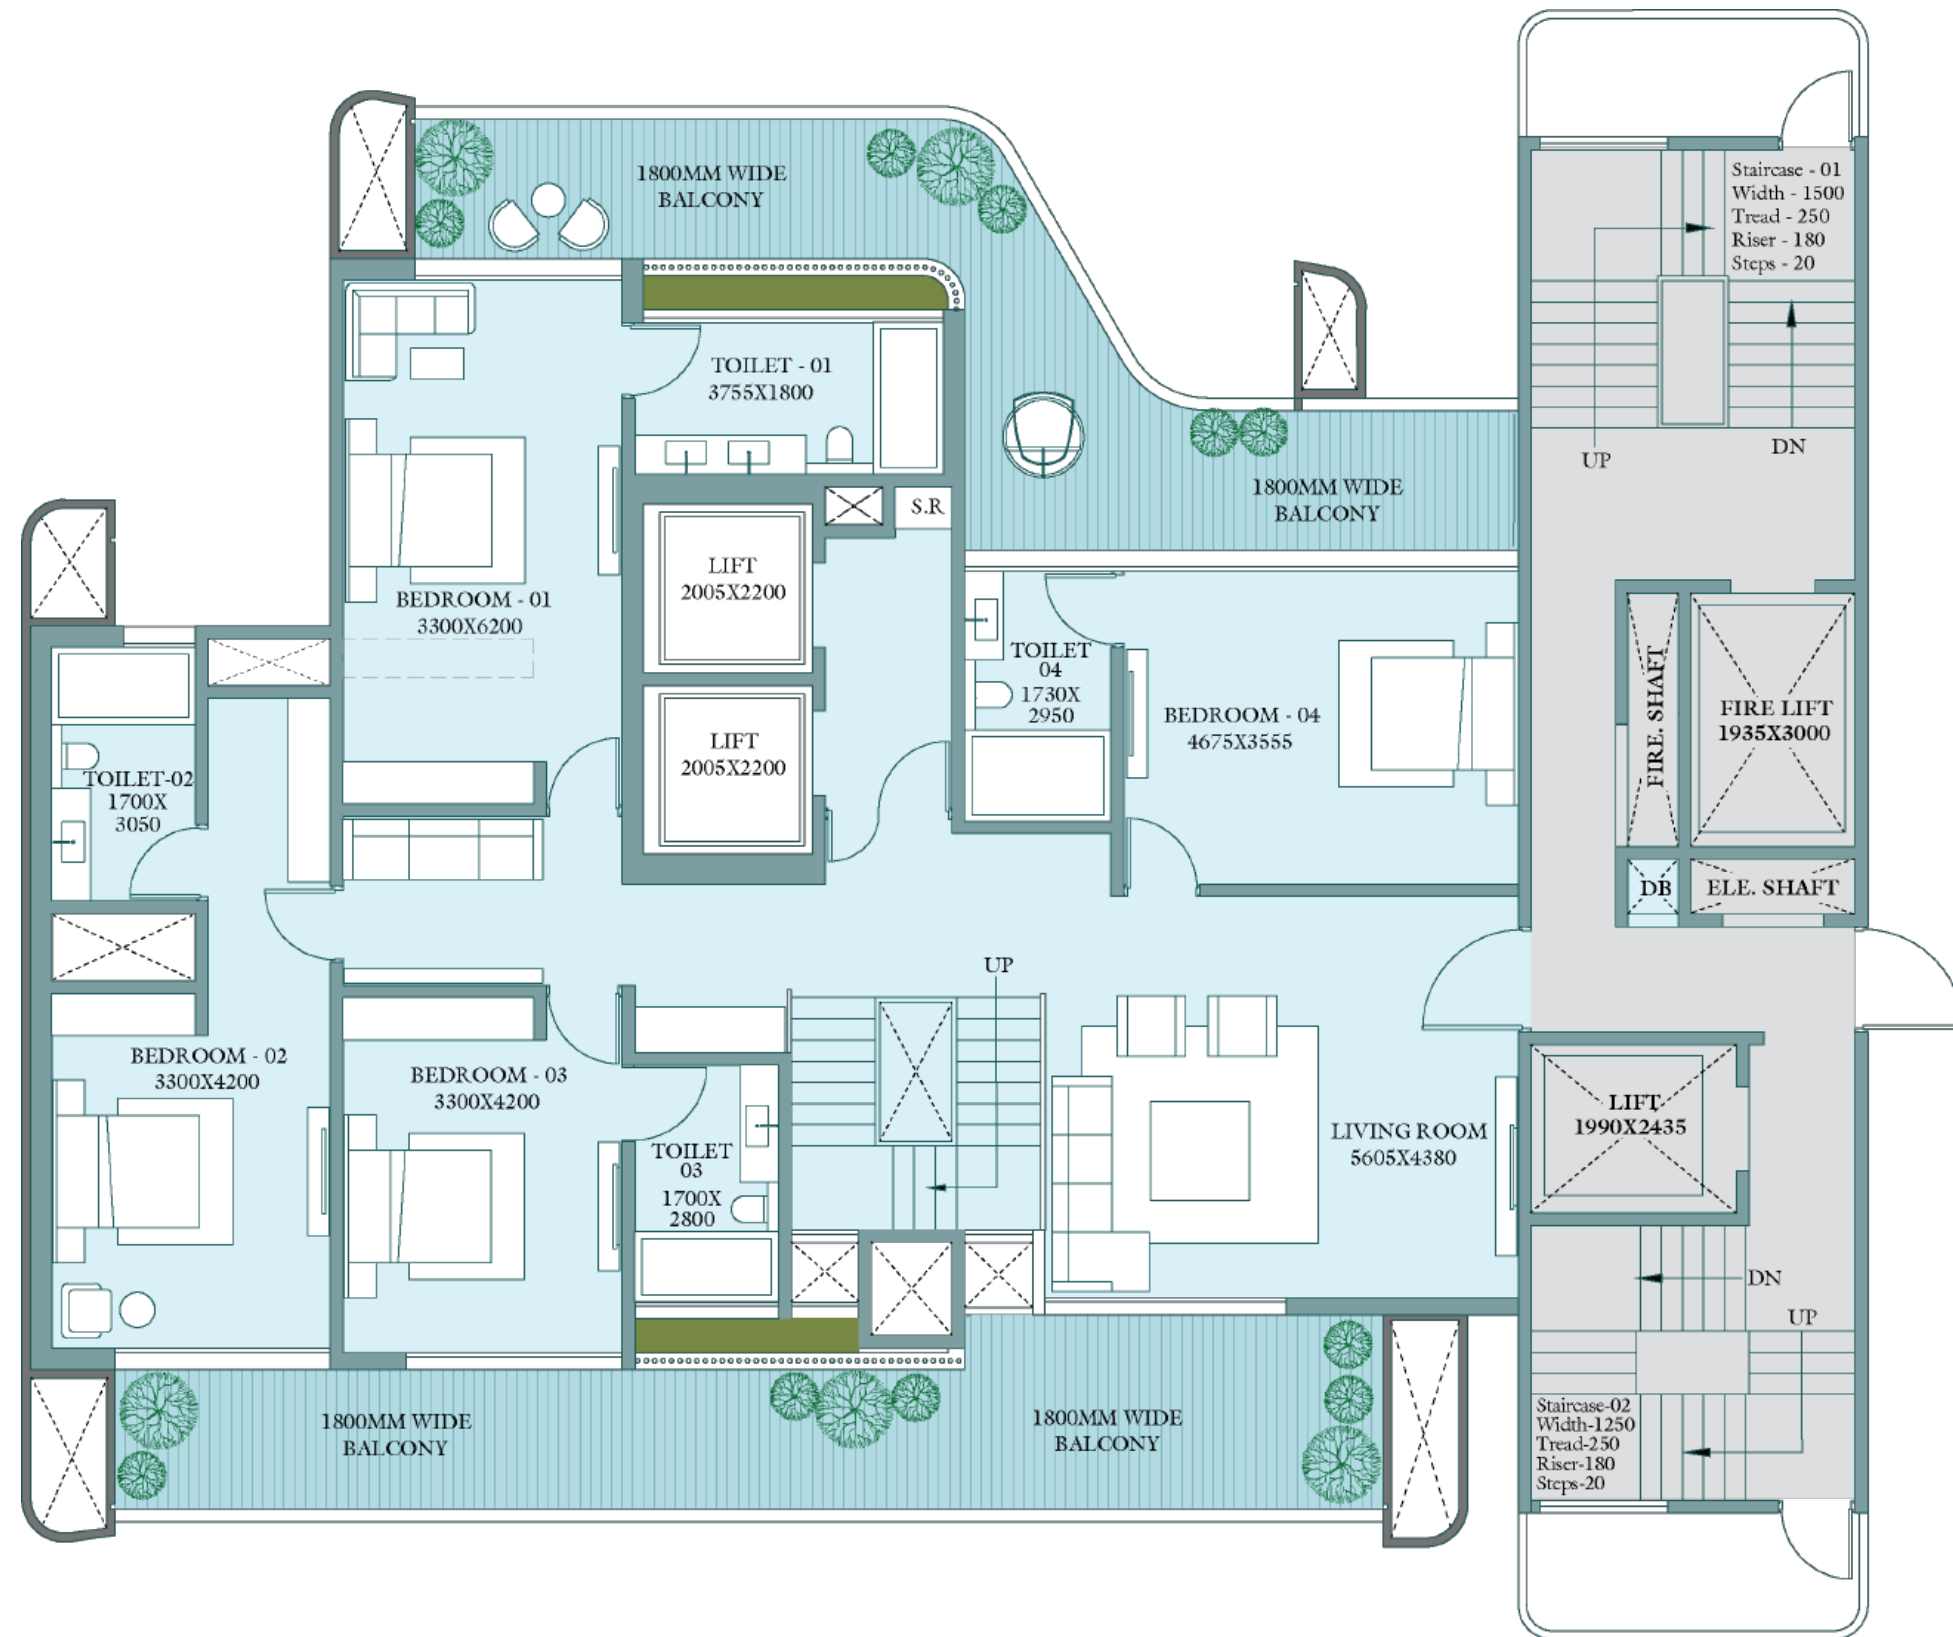 1800MM WIDE
BALCONY
Staircase - 01
Width - 1500
Tread - 250
Riser - 180
Steps - 20
UP
DN
TOILET - 01
3755X1800
1800MM WIDE
BALCONY
S.R
LIFT
2005X2200
BEDROOM - 01
3300X6200
TOILET
04
1730X
2950
BEDROOM - 04
4675X3555
FIRE. SHAFT
FIRE LIFT
1935X3000
LIFT
2005X2200
TOILET-02
1700X
3050
DB
ELE. SHAFT
UP
BEDROOM - 02
3300X4200
BEDROOM - 03
3300X4200
TOILET
03
1700X
2800
LIVING ROOM
5605X4380
LIFT
1990X2435
DN
UP
Staircase-02
Width-1250
Tread-250
Riser-180
Steps-20
1800MM WIDE
BALCONY
1800MM WIDE
BALCONY